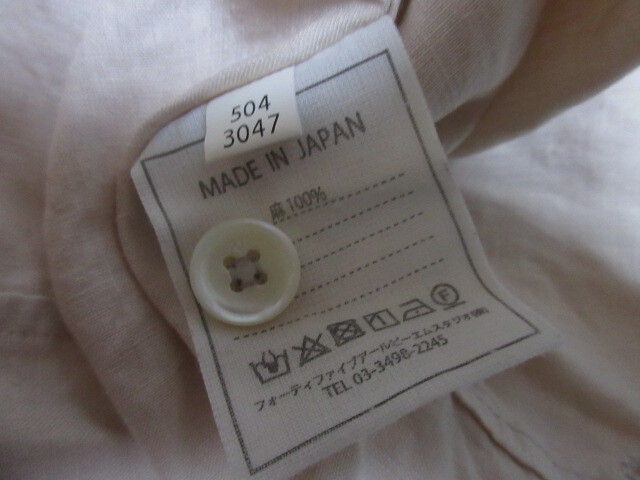 504
3047
MADE IN JAPAN
麻100%
フォーティファイブアールピーエムスタジオ(株)
TEL 03-3498-2245